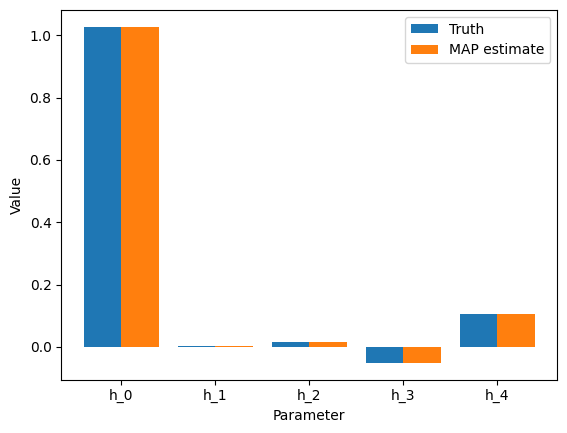 Truth
MAP estimate
1.0
0.8
0.6
0.4
0.2
0.0
Value
h_0 h_1 h_2 h_3 h_4
Parameter